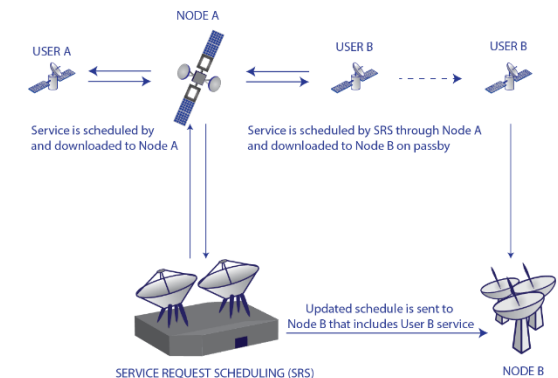 NODE A
USER A
USER B
USER B
Service is scheduled by
and downloaded to Node A
Service is scheduled by SRS through Node A
and downloaded to Node B on passby
Updated schedule is sent to
Node B that includes User B service
SERVICE REQUEST SCHEDULING (SRS)
NODE B